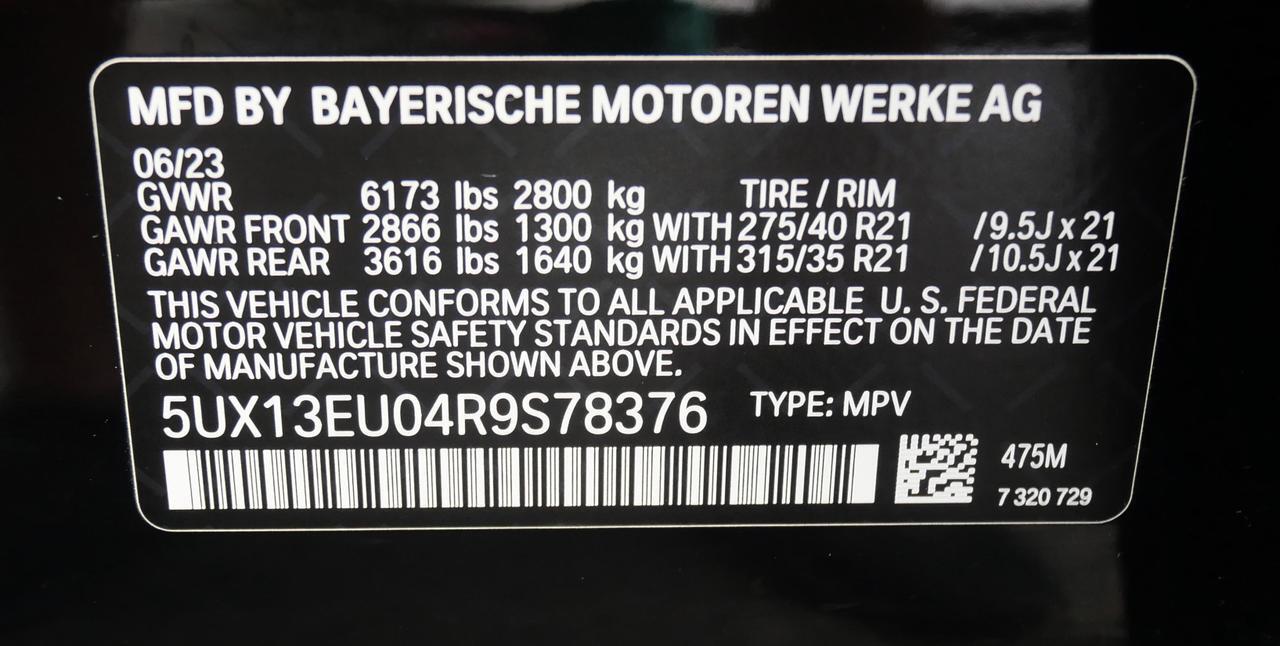 MFD BY BAYERISCHE MOTOREN WERKE AG
06/23
GVWR 6173 lbs 2800 kg TIRE / RIM
GAWR FRONT 2866 lbs 1300 kg WITH 275/40 R21 / 9.5J x 21
GAWR REAR 3616 lbs 1640 kg WITH 315/35 R21 / 10.5J x 21
THIS VEHICLE CONFORMS TO ALL APPLICABLE U. S. FEDERAL
MOTOR VEHICLE SAFETY STANDARDS IN EFFECT ON THE DATE
OF MANUFACTURE SHOWN ABOVE.
5UX13EU04R9S78376 TYPE: MPV
475M
7 320 729